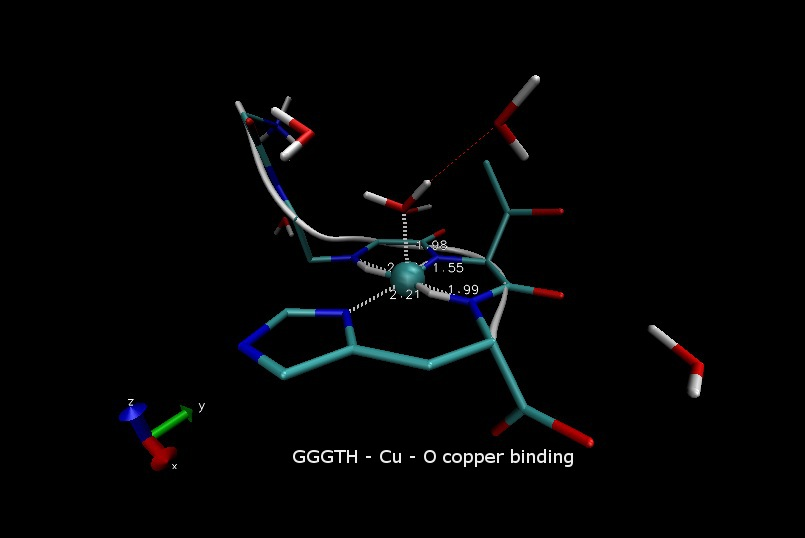 1.98
1.55
1.99
2.21
z
y
x
GGGTH - Cu - O copper binding